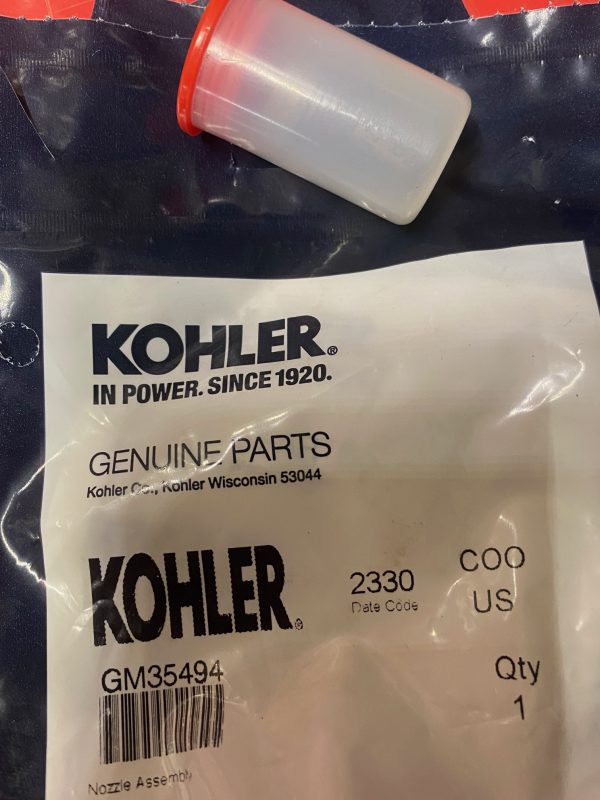 KOHLER®
IN POWER. SINCE 1920.
GENUINE PARTS
Kohler Co., Kohler Wisconsin 53044
KOHLER®
2330
Date Code
COO
US
GM35494
Qty
1
Nozzle Assembly